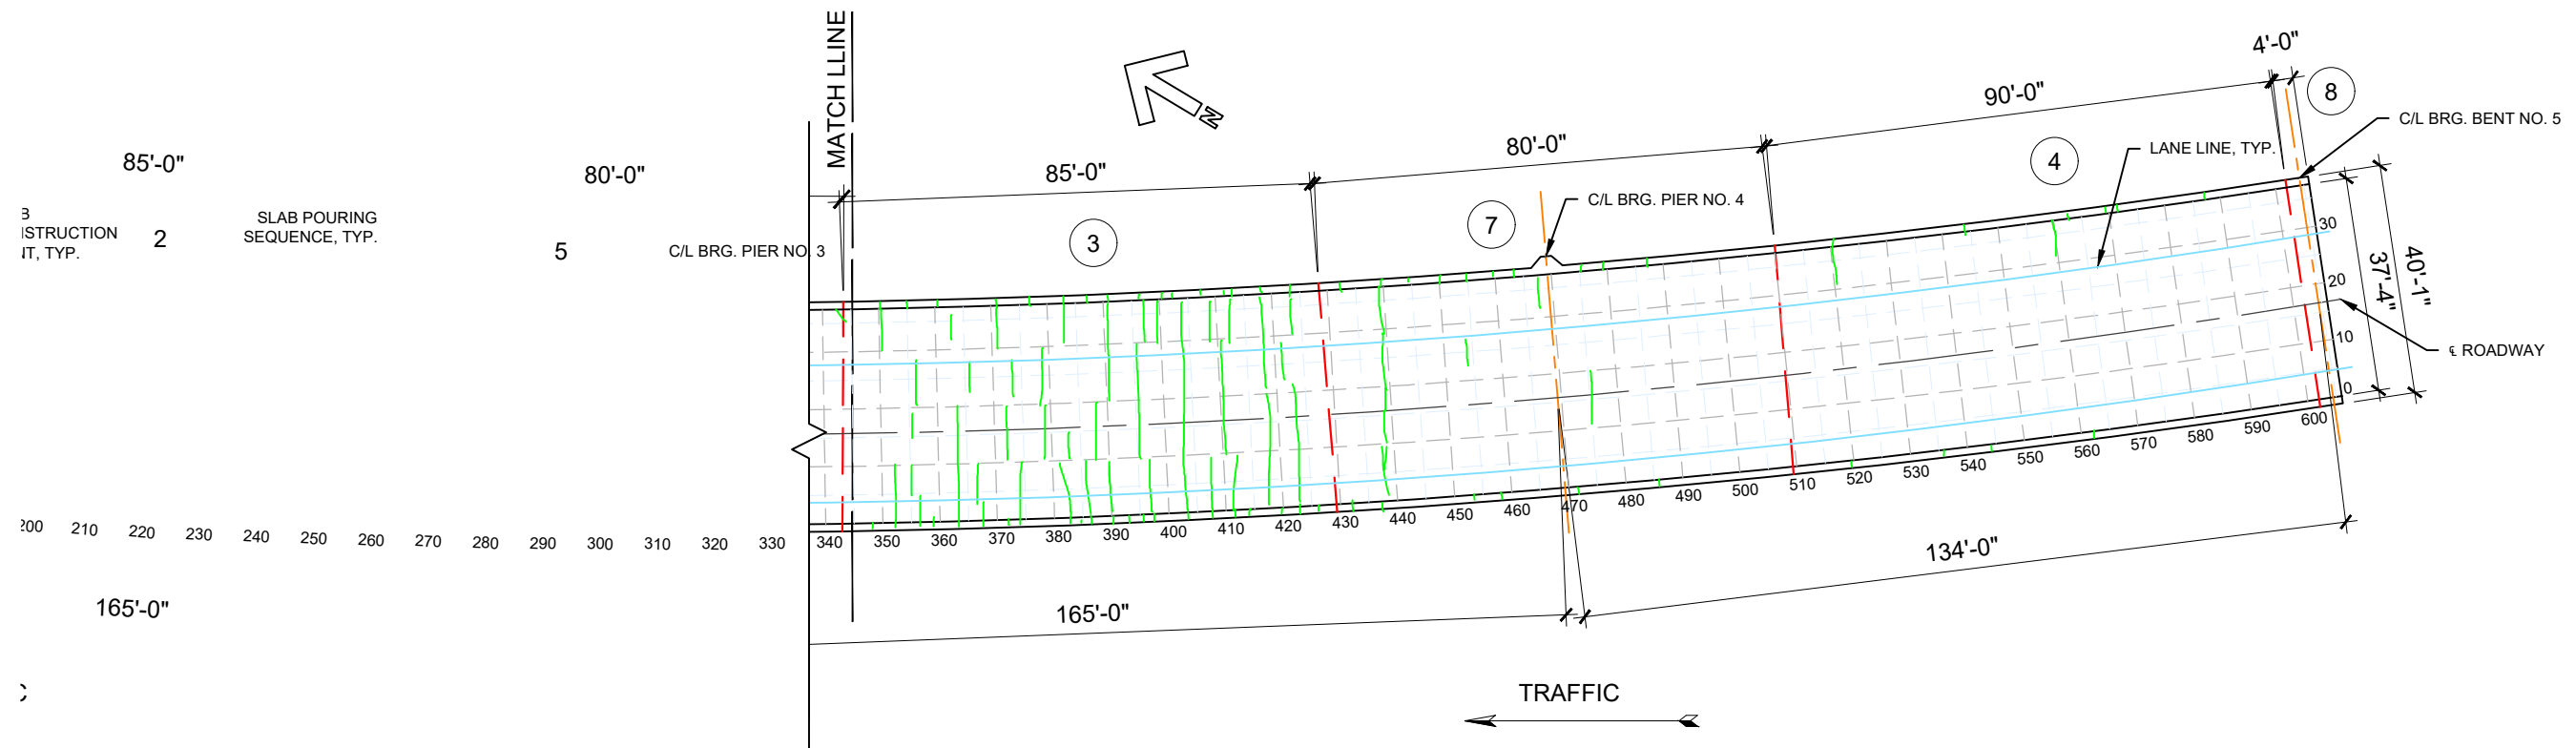 MATCH LLINE
4'-0"
90'-0"
8
C/L BRG. BENT NO. 5
80'-0"
4
LANE LINE, TYP.
85'-0"
85'-0"
80'-0"
N
C/L BRG. PIER NO. 4
7
3
SLAB POURING
SEQUENCE, TYP.
2
5
C/L BRG. PIER NO. 3
ISTRUCTION
NT, TYP.
30
20
10
0
37'-4"
40'-1"
℄ ROADWAY
200 210 220 230 240 250 260 270 280 290 300 310 320 330 340 350 360 370 380 390 400 410 420 430 440 450 460 470 480 490 500 510 520 530 540 550 560 570 580 590 600
165'-0"
165'-0"
134'-0"
TRAFFIC